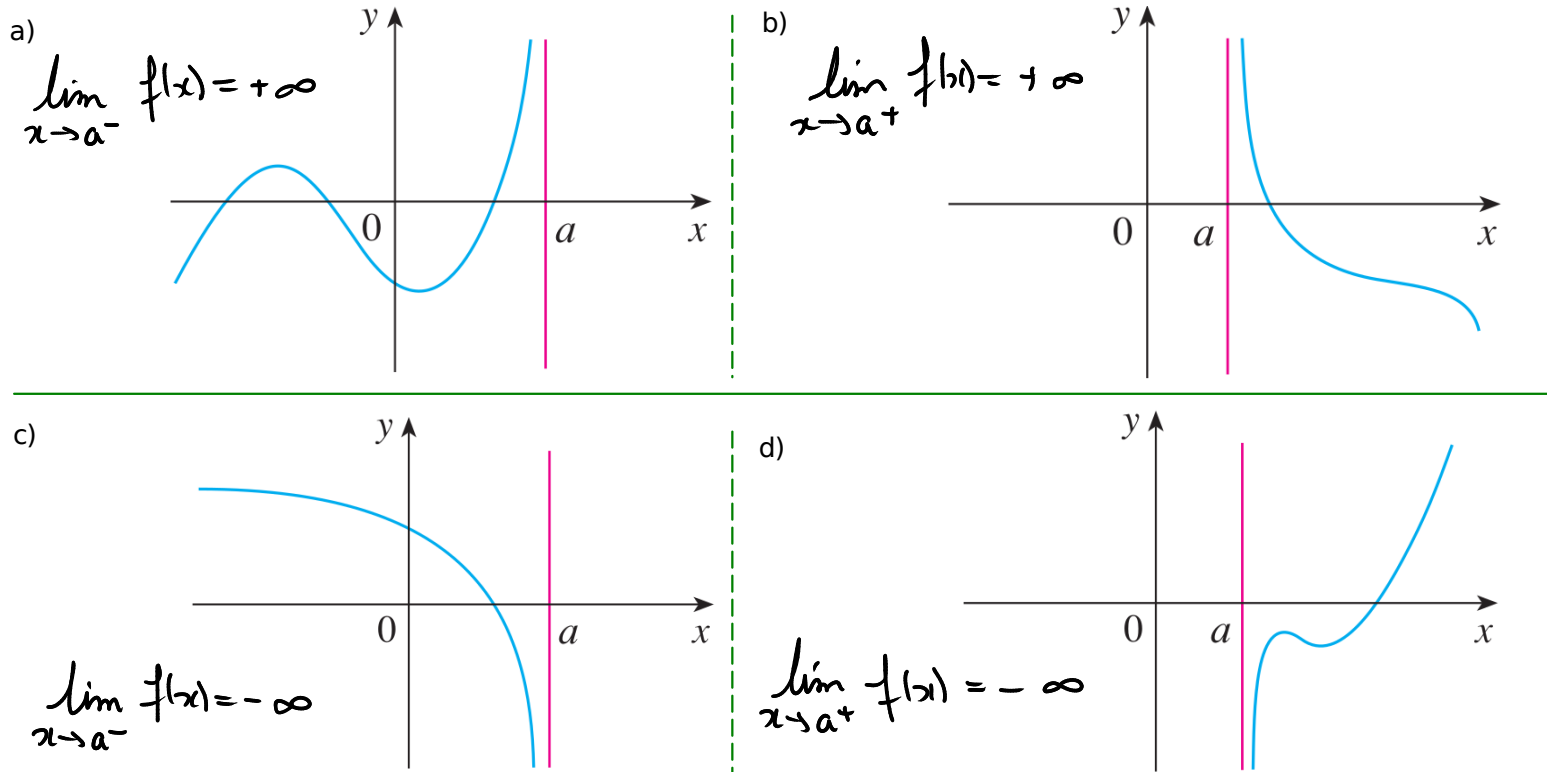 a)
y
lim f(x) = +∞
x→a⁻
0
a
x
b)
y
lim f(x) = +∞
x→a⁺
0
a
x
c)
y
0
a
x
lim f(x) = -∞
x→a⁻
d)
y
0
a
x
lim f(x) = -∞
x→a⁺